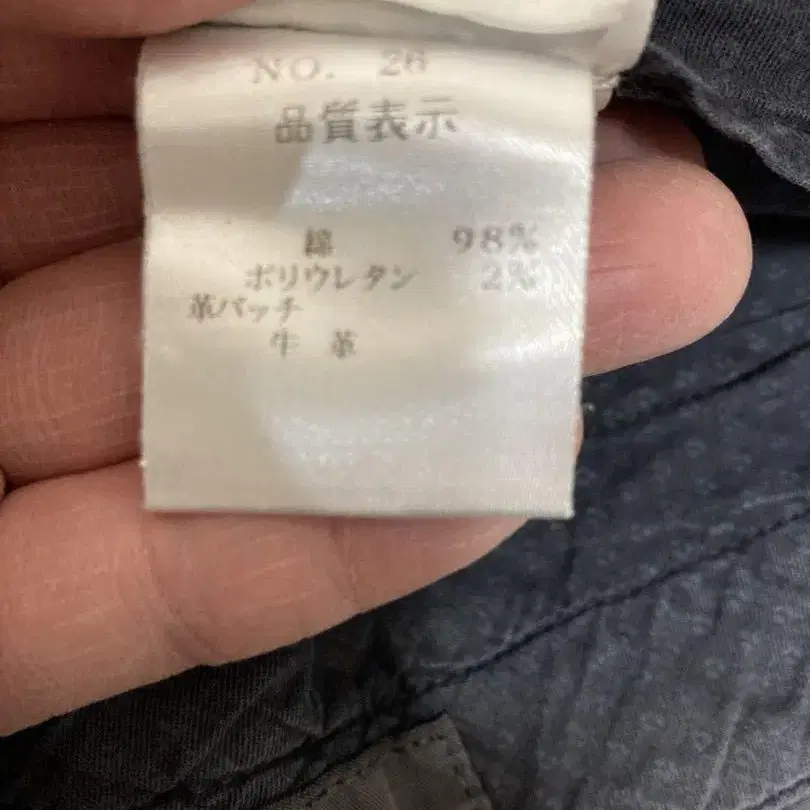 NO. 26
品質表示
綿 98%
ポリウレタン 2%
革パッチ
牛 革